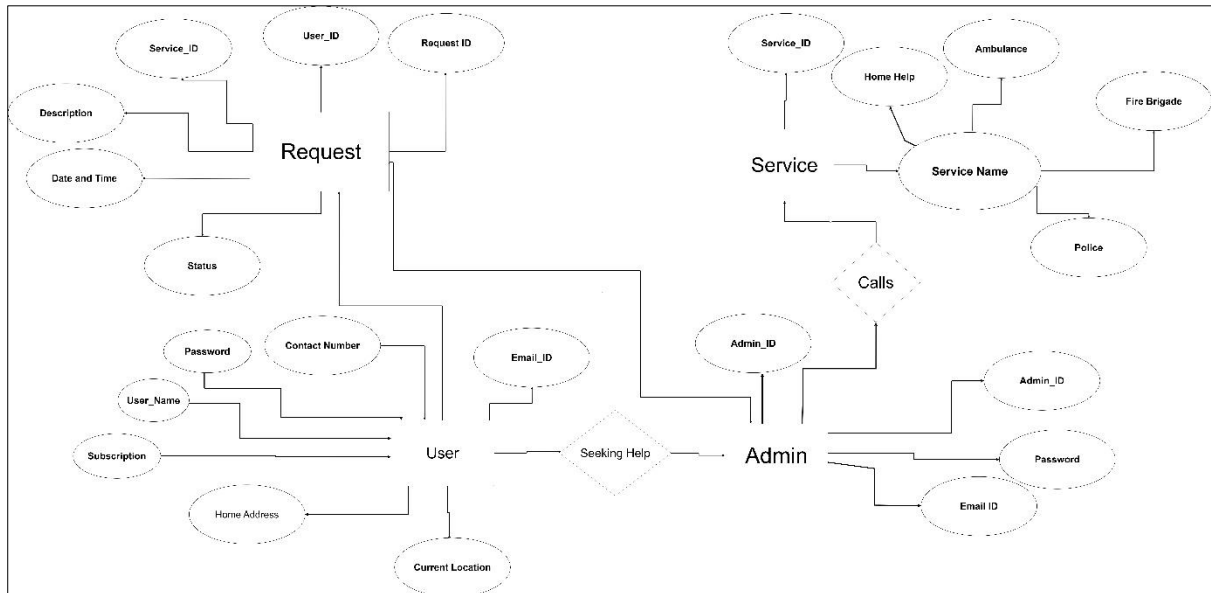 Service_ID
User_ID
Request ID
Description
Request
Date and Time
Status
Service_ID
Home Help
Ambulance
Fire Brigade
Service
Service Name
Police
Calls
Password
Contact Number
Email_ID
User_Name
Subscription
User
Seeking Help
Home Address
Current Location
Admin_ID
Admin_ID
Admin
Password
Email ID